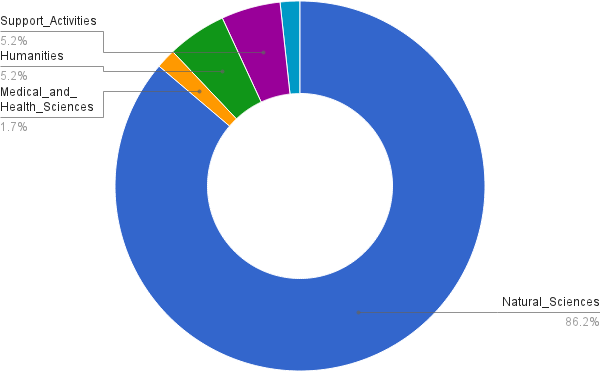 Support_Activities
5.2%
Humanities
5.2%
Medical_and_
Health_Sciences
1.7%
Natural_Sciences
86.2%